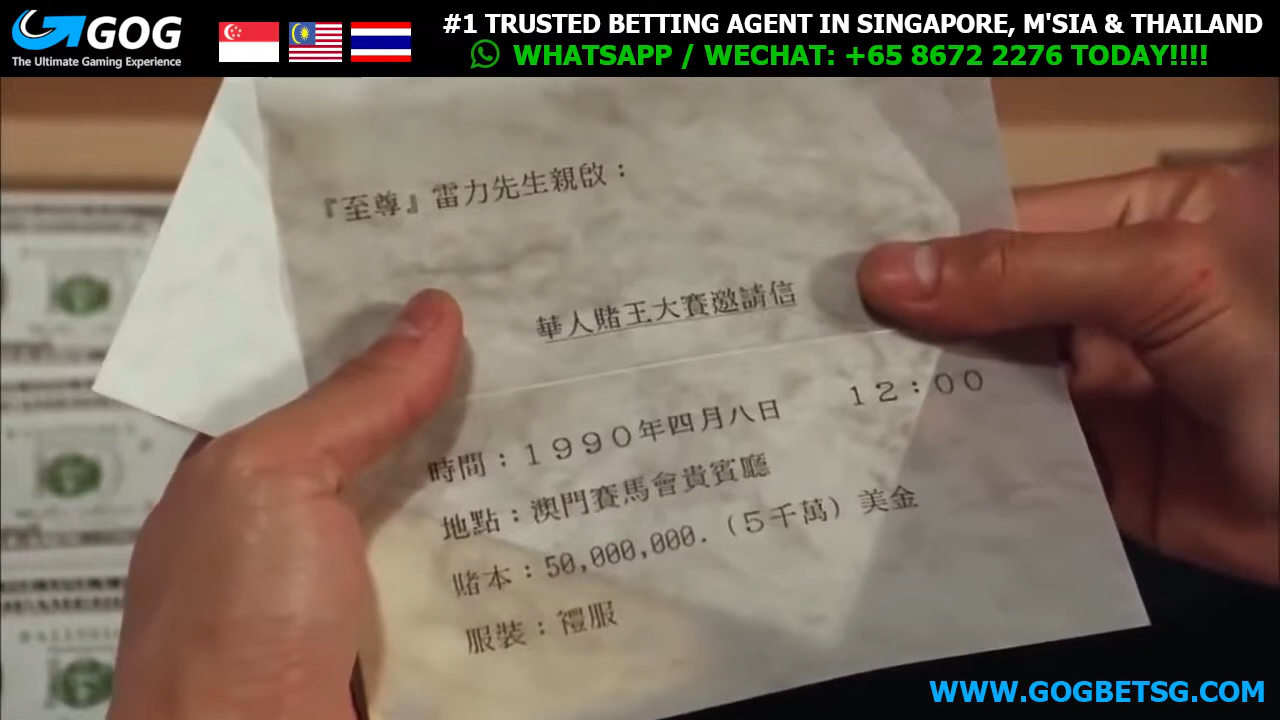 GOG
The Ultimate Gaming Experience
#1 TRUSTED BETTING AGENT IN SINGAPORE, M'SIA & THAILAND
WHATSAPP / WECHAT: +65 8672 2276 TODAY!!!!
『至尊』雷力先生親啟：
華人賭王大賽邀請信
時間：1990年四月八日 12:00
地點：澳門賽馬會貴賓廳
賭本：50,000,000.(5千萬) 美金
服裝：禮服
WWW.GOGBETSG.COM